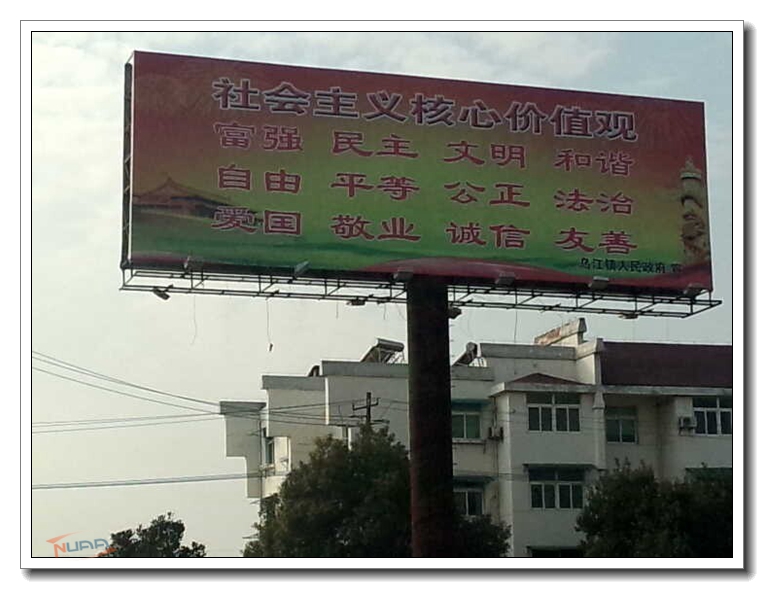 社会主义核心价值观
富强 民主 文明 和谐
自由 平等 公正 法治
爱国 敬业 诚信 友善
乌江镇人民政府 宣